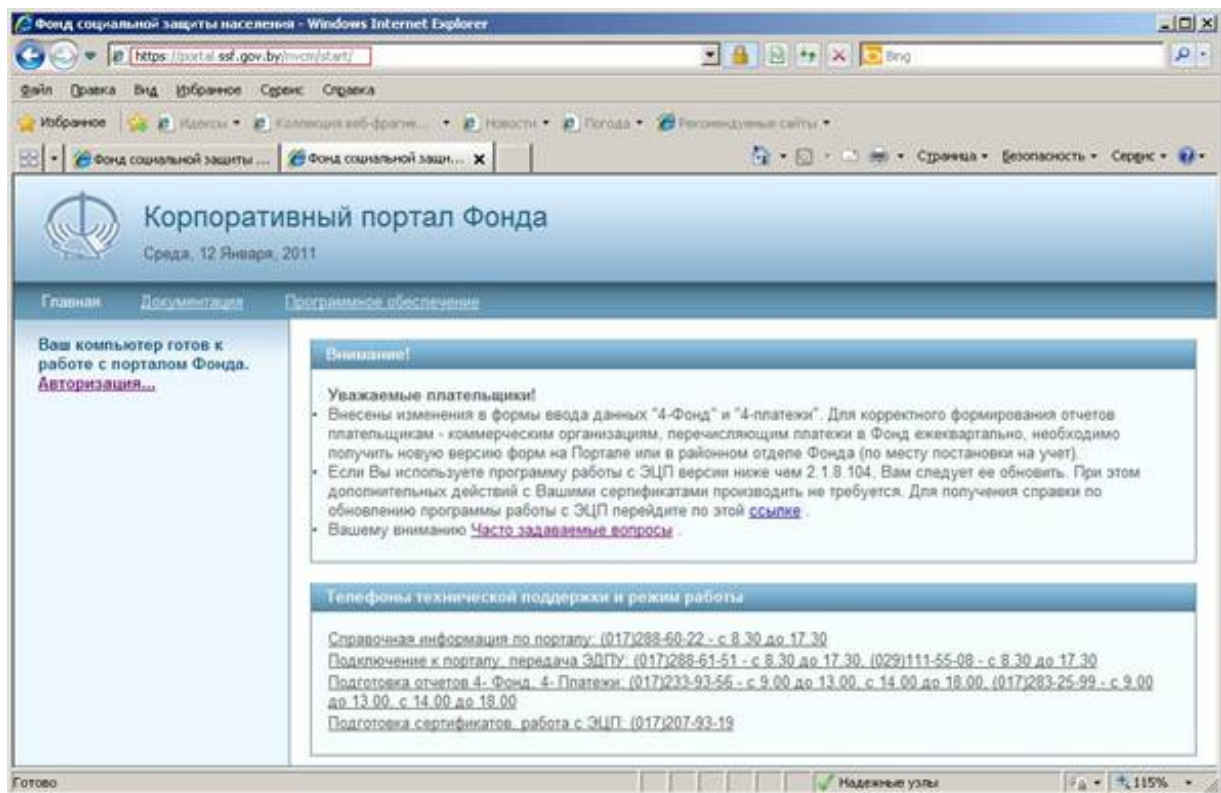 Фонд социальной защиты населения - Windows Internet Explorer
https://portal.ssf.gov.by/nvcm/start/
Bing
Файл Правка Вид Избранное Сервис Справка
Избранное Коллекция веб-фрагме... Новости Погода Рекомендуемые сайты
Фонд социальной защиты ... Фонд социальной защи... Страница Безопасность Сервис
Корпоративный портал Фонда
Среда, 12 Января, 2011
Главная Документация Программное обеспечение
Ваш компьютер готов к
работе с порталом Фонда.
Авторизация...
Внимание!
Уважаемые плательщики!
Внесены изменения в формы ввода данных "4-Фонд" и "4-платежи". Для корректного формирования отчетов
плательщикам - коммерческим организациям, перечисляющим платежи в Фонд ежеквартально, необходимо
получить новую версию форм на Портале или в районном отделе Фонда (по месту постановки на учет).
Если Вы используете программу работы с ЭЦП версии ниже чем 2.1.8.104, Вам следует ее обновить. При этом
дополнительных действий с Вашими сертификатами производить не требуется. Для получения справки по
обновлению программы работы с ЭЦП перейдите по этой ссылке .
Вашему вниманию Часто задаваемые вопросы .
Телефоны технической поддержки и режим работы
Справочная информация по порталу: (017)288-60-22 - с 8.30 до 17.30
Подключение к порталу, передача ЭДПУ: (017)288-61-51 - с 8.30 до 17.30, (029)111-55-08 - с 8.30 до 17.30
Подготовка отчетов 4- Фонд, 4- Платежи: (017)233-93-56 - с 9.00 до 13.00, с 14.00 до 18.00, (017)283-25-99 - с 9.00
до 13.00, с 14.00 до 18.00
Подготовка сертификатов, работа с ЭЦП: (017)207-93-19
Готово Надежные узлы 115%